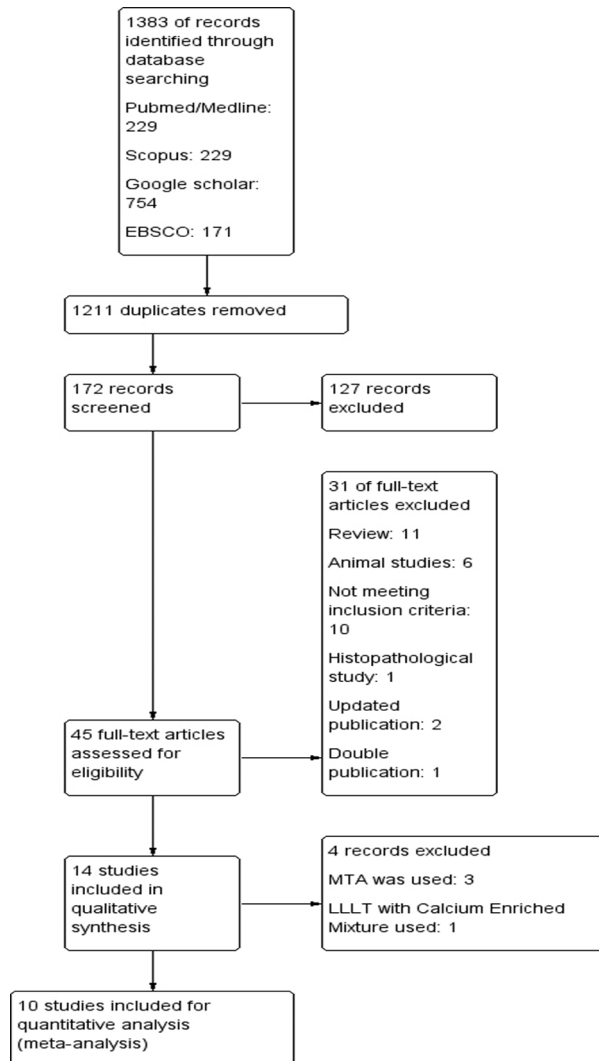 1383 of records
identified through
database
searching
Pubmed/Medline:
229
Scopus: 229
Google scholar:
754
EBSCO: 171
1211 duplicates removed
172 records
screened
127 records
excluded
31 of full-text
articles excluded
Review: 11
Animal studies: 6
Not meeting
inclusion criteria:
10
Histopathological
study: 1
Updated
publication: 2
Double
publication: 1
45 full-text articles
assessed for
eligibility
14 studies
included in
qualitative
synthesis
4 records excluded
MTA was used: 3
LLLT with Calcium Enriched
Mixture used: 1
10 studies included for
quantitative analysis
(meta-analysis)